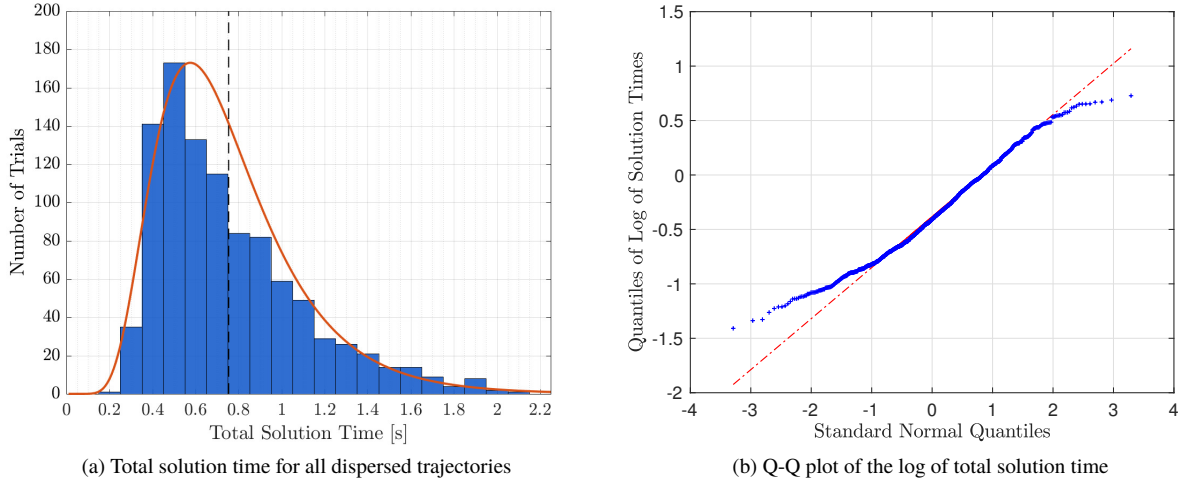 200
180
160
140
120
100
80
60
40
20
0
Number of Trials
0 0.2 0.4 0.6 0.8 1 1.2 1.4 1.6 1.8 2 2.2
Total Solution Time [s]
(a) Total solution time for all dispersed trajectories
1.5
1
0.5
0
-0.5
-1
-1.5
-2
Quantiles of Log of Solution Times
-4 -3 -2 -1 0 1 2 3 4
Standard Normal Quantiles
(b) Q-Q plot of the log of total solution time